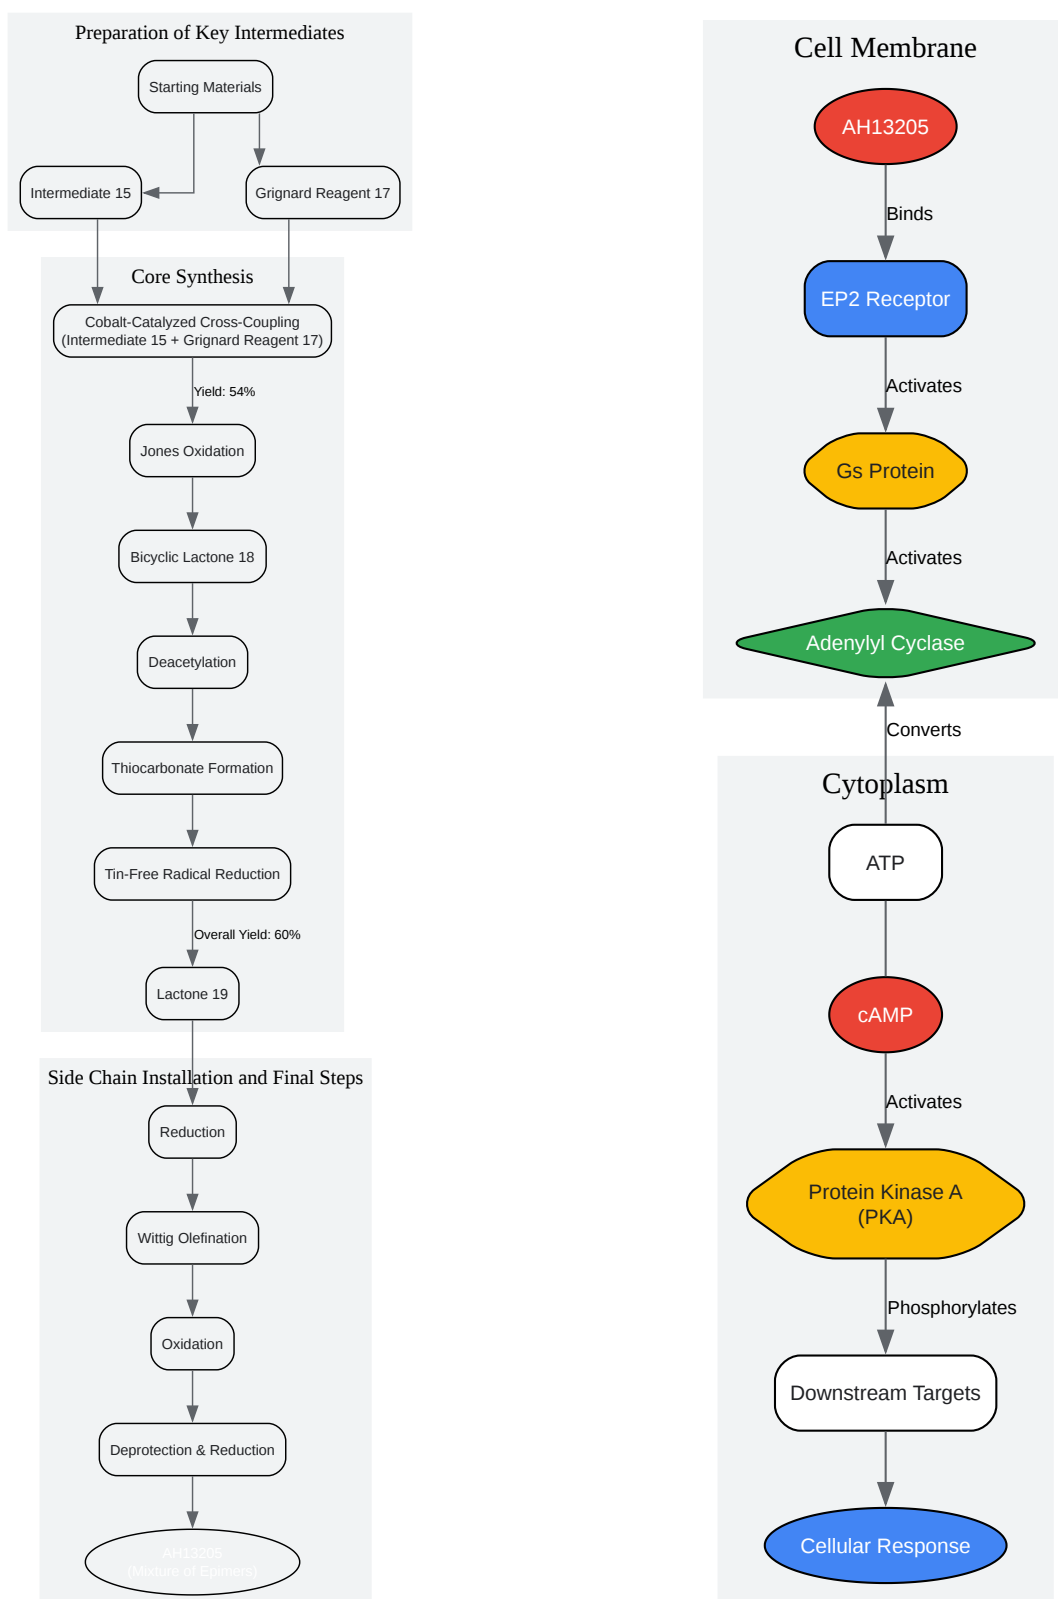 Preparation of Key Intermediates
Starting Materials
Intermediate 15
Grignard Reagent 17
Core Synthesis
Cobalt-Catalyzed Cross-Coupling
(Intermediate 15 + Grignard Reagent 17)
Yield: 54%
Jones Oxidation
Bicyclic Lactone 18
Deacetylation
Thiocarbonate Formation
Tin-Free Radical Reduction
Overall Yield: 60%
Lactone 19
Side Chain Installation and Final Steps
Reduction
Wittig Olefination
Oxidation
Deprotection & Reduction
AH13205
(Mixture of Epimers)
Cell Membrane
AH13205
Binds
EP2 Receptor
Activates
Gs Protein
Activates
Adenylyl Cyclase
Converts
Cytoplasm
ATP
cAMP
Activates
Protein Kinase A
(PKA)
Phosphorylates
Downstream Targets
Cellular Response